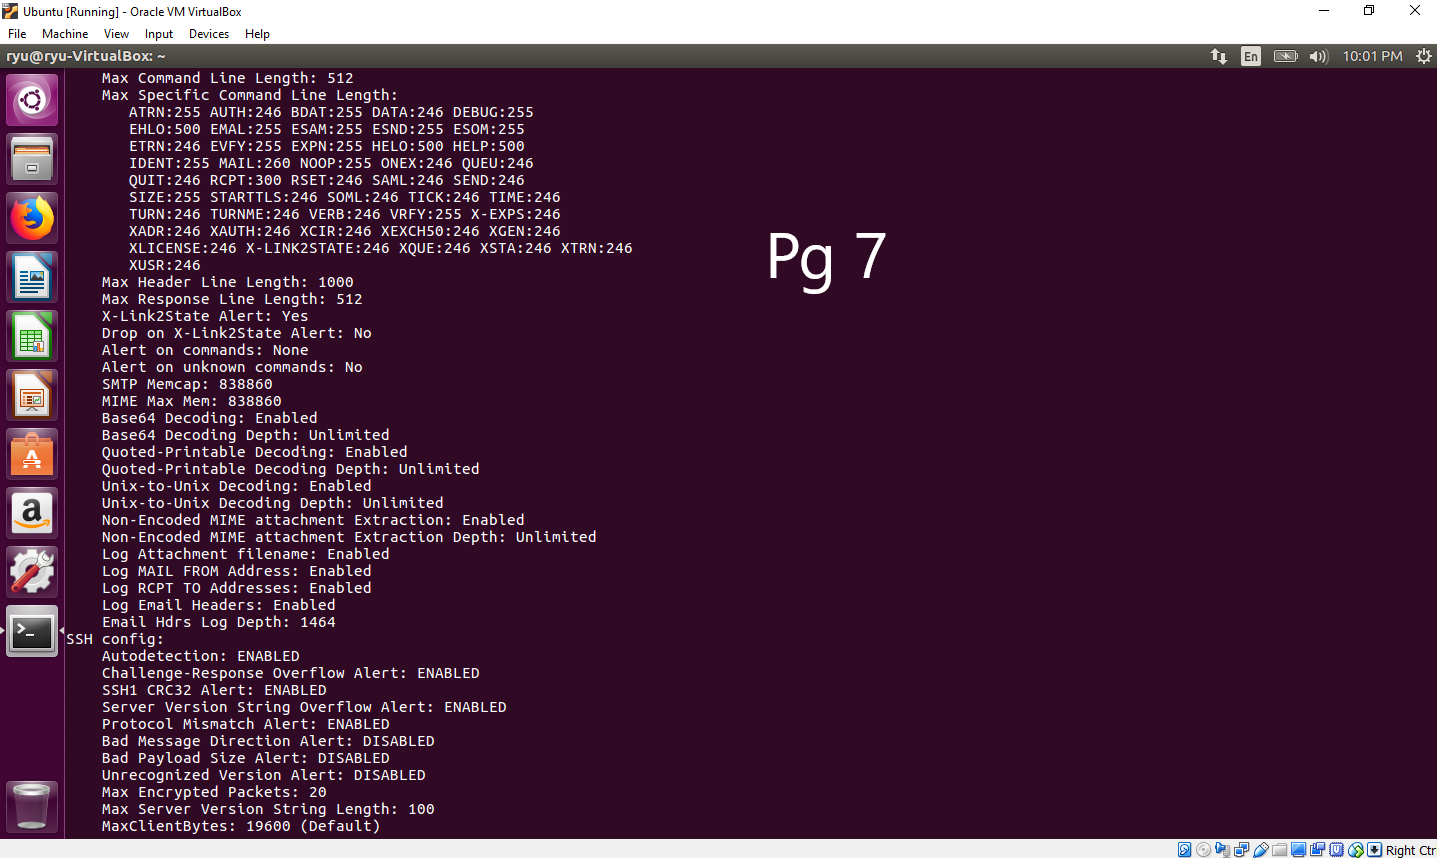 Ubuntu [Running] - Oracle VM VirtualBox
File Machine View Input Devices Help
ryu@ryu-VirtualBox: ~
En
10:01 PM
Max Command Line Length: 512
Max Specific Command Line Length:
ATRN:255 AUTH:246 BDAT:255 DATA:246 DEBUG:255
EHLO:500 EMAL:255 ESAM:255 ESND:255 ESOM:255
ETRN:246 EVFY:255 EXPN:255 HELO:500 HELP:500
IDENT:255 MAIL:260 NOOP:255 ONEX:246 QUEU:246
QUIT:246 RCPT:300 RSET:246 SAML:246 SEND:246
SIZE:255 STARTTLS:246 SOML:246 TICK:246 TIME:246
TURN:246 TURNME:246 VERB:246 VRFY:255 X-EXPS:246
XADR:246 XAUTH:246 XCIR:246 XEXCH50:246 XGEN:246
XLICENSE:246 X-LINK2STATE:246 XQUE:246 XSTA:246 XTRN:246
XUSR:246
Pg 7
Max Header Line Length: 1000
Max Response Line Length: 512
X-Link2State Alert: Yes
Drop on X-Link2State Alert: No
Alert on commands: None
Alert on unknown commands: No
SMTP Memcap: 838860
MIME Max Mem: 838860
Base64 Decoding: Enabled
Base64 Decoding Depth: Unlimited
Quoted-Printable Decoding: Enabled
Quoted-Printable Decoding Depth: Unlimited
Unix-to-Unix Decoding: Enabled
Unix-to-Unix Decoding Depth: Unlimited
Non-Encoded MIME attachment Extraction: Enabled
Non-Encoded MIME attachment Extraction Depth: Unlimited
Log Attachment filename: Enabled
Log MAIL FROM Address: Enabled
Log RCPT TO Addresses: Enabled
Log Email Headers: Enabled
Email Hdrs Log Depth: 1464
SSH config:
Autodetection: ENABLED
Challenge-Response Overflow Alert: ENABLED
SSH1 CRC32 Alert: ENABLED
Server Version String Overflow Alert: ENABLED
Protocol Mismatch Alert: ENABLED
Bad Message Direction Alert: DISABLED
Bad Payload Size Alert: DISABLED
Unrecognized Version Alert: DISABLED
Max Encrypted Packets: 20
Max Server Version String Length: 100
MaxClientBytes: 19600 (Default)
Right Ctr